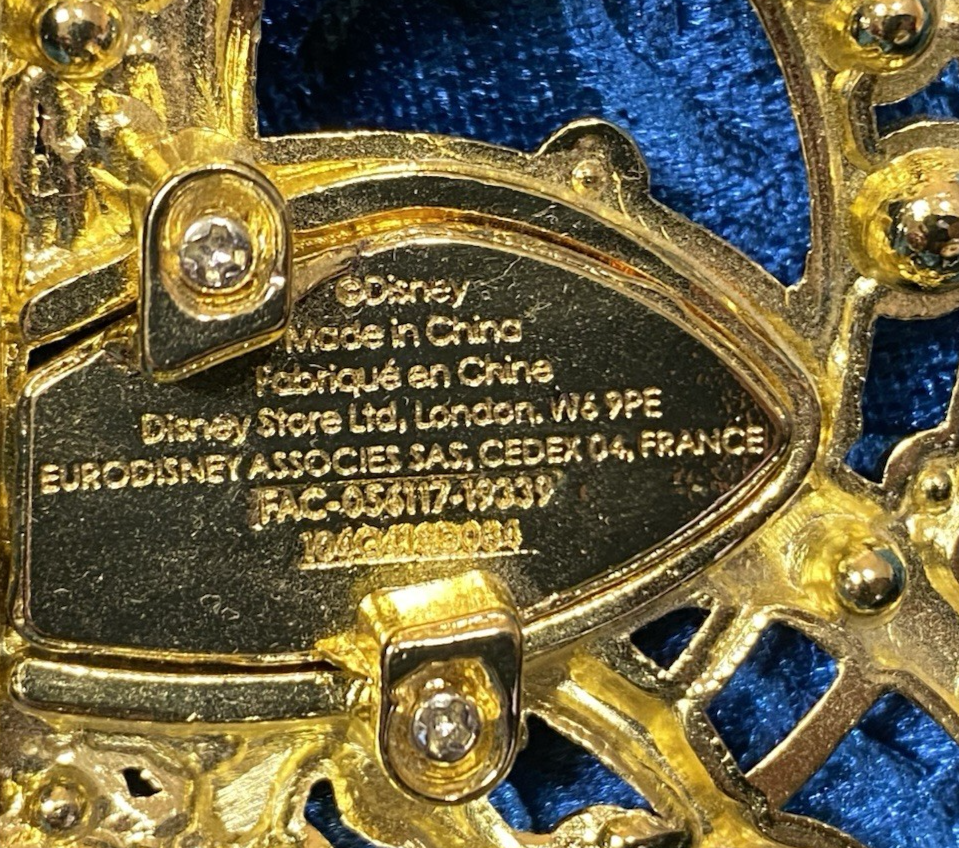 ©Disney
Made in China
Fabriqué en Chine
Disney Store Ltd, London, W6 9PE
EURODISNEY ASSOCIES SAS, CEDEX 04, FRANCE
FAC-056117-19339